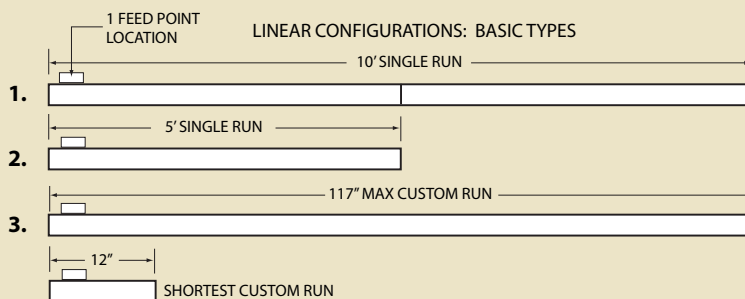 1 FEED POINT
LOCATION
LINEAR CONFIGURATIONS: BASIC TYPES
10’ SINGLE RUN
1.
5’ SINGLE RUN
2.
117” MAX CUSTOM RUN
3.
12”
SHORTEST CUSTOM RUN